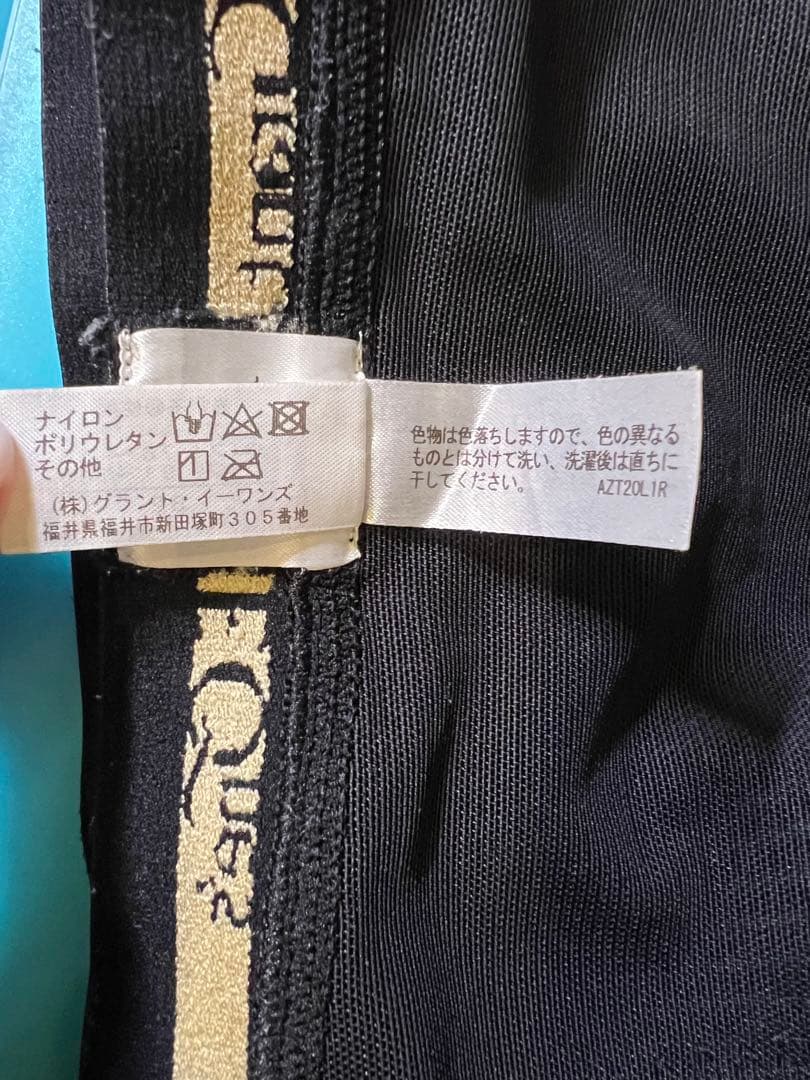 ナイロン
ポリウレタン
その他
(株)グラント・イーワンズ
福井県福井市新田塚町305番地
色物は色落ちしますので、色の異なる
ものとは分けて洗い、洗濯後は直ちに
干してください。
AZT20L1R